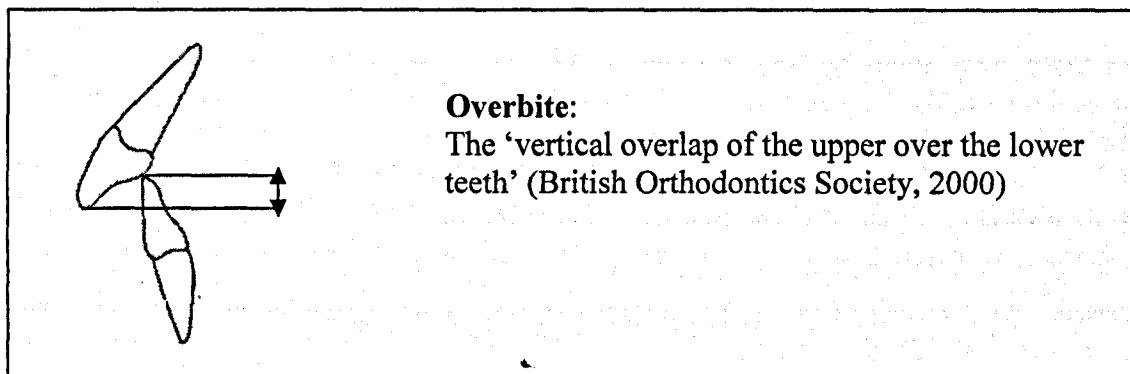 Overbite:
The ‘vertical overlap of the upper over the lower
teeth’ (British Orthodontics Society, 2000)